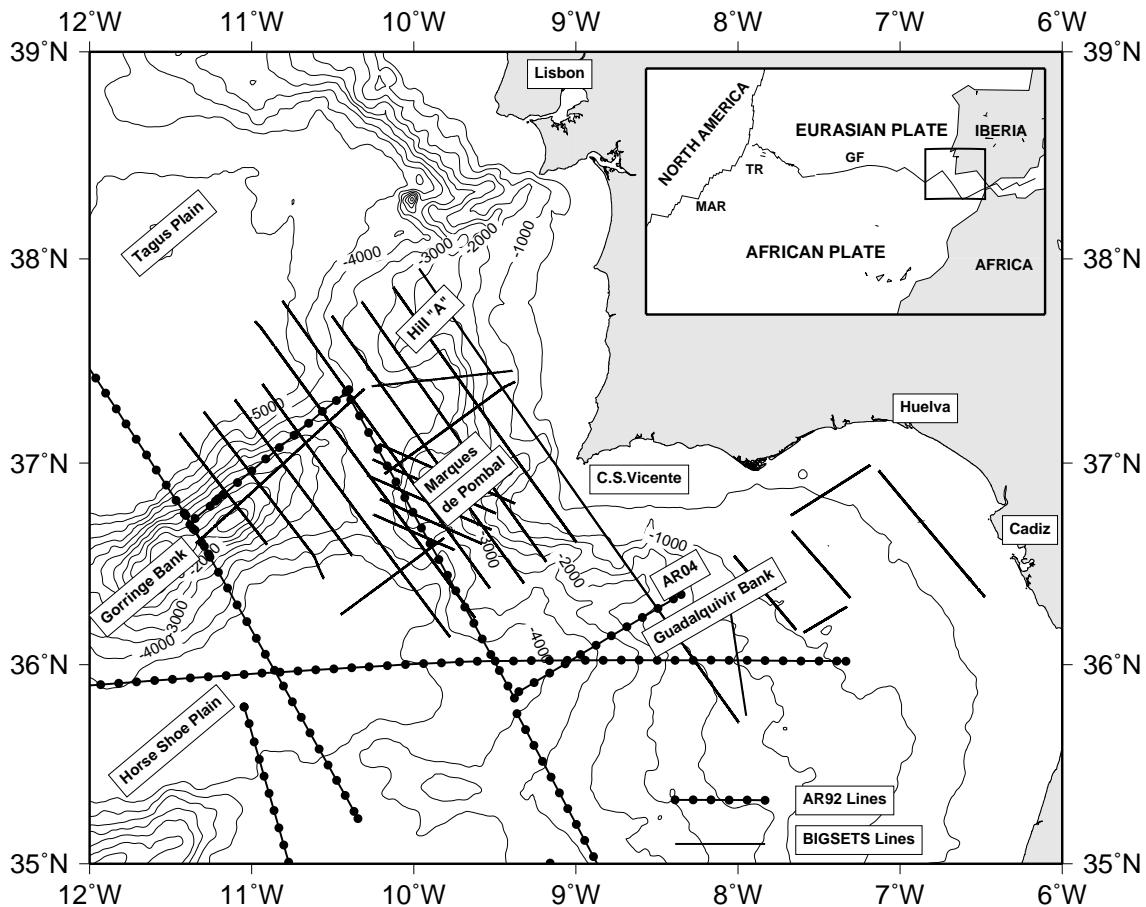 12˚W 11˚W 10˚W 9˚W 8˚W 7˚W 6˚W
39˚N 39˚N
Lisbon
NORTH AMERICA
EURASIAN PLATE
IBERIA
GF
TR
MAR
AFRICAN PLATE
AFRICA
Tagus Plain
38˚N 38˚N
-4000
-3000
-2000
-1000
Hill "A"
-5000
Huelva
37˚N 37˚N
Marques
de Pombal
C.S.Vicente
Cadiz
-1000
-3000
-2000
AR04
Gorringe Bank
-2000
-3000
-4000
Guadalquivir Bank
-4000
36˚N 36˚N
Horse Shoe Plain
AR92 Lines
BIGSETS Lines
35˚N 35˚N
12˚W 11˚W 10˚W 9˚W 8˚W 7˚W 6˚W